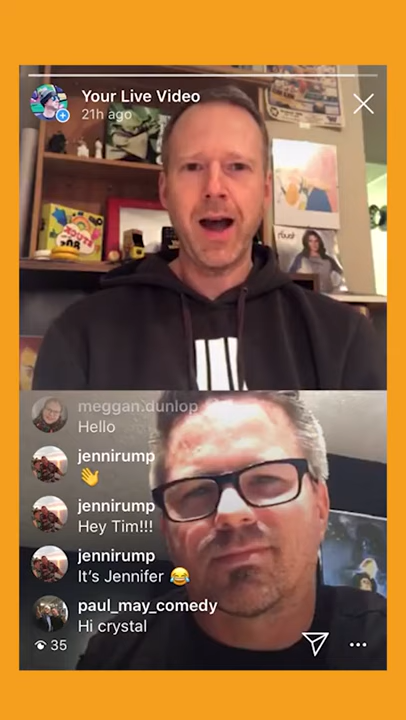 Your Live Video
21h ago
meggan.dunlop
Hello
jennirump
👋
jennirump
Hey Tim!!!
jennirump
It's Jennifer 😂
paul_may_comedy
Hi crystal
35